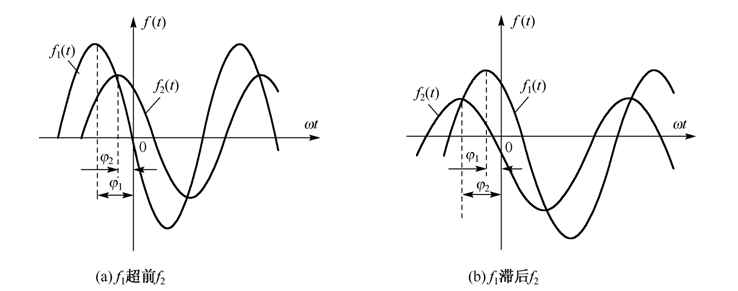 f(t)
f₁(t)
f₂(t)
ωt
0
φ₂
φ₁
(a) f₁超前f₂
f(t)
f₂(t)
f₁(t)
ωt
0
φ₁
φ₂
(b) f₁滞后f₂